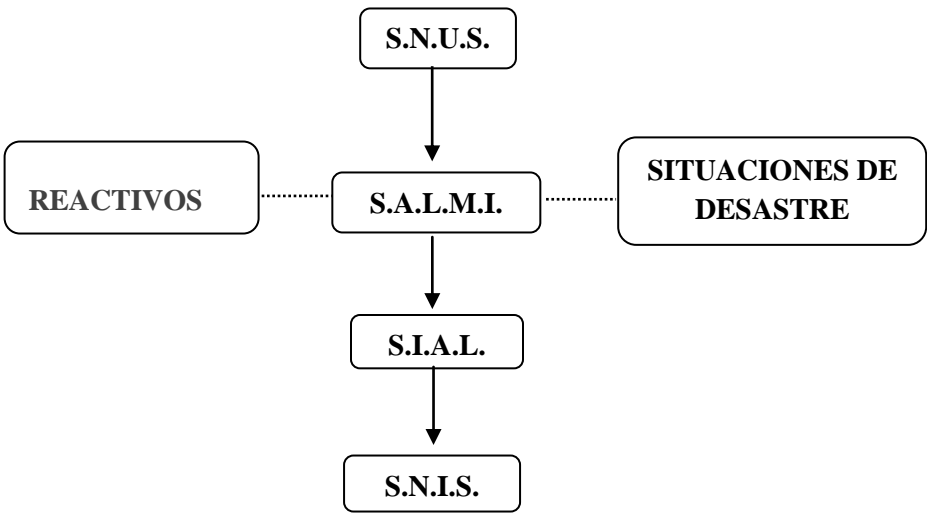 S.N.U.S.
REACTIVOS
S.A.L.M.I.
SITUACIONES DE
DESASTRE
S.I.A.L.
S.N.I.S.